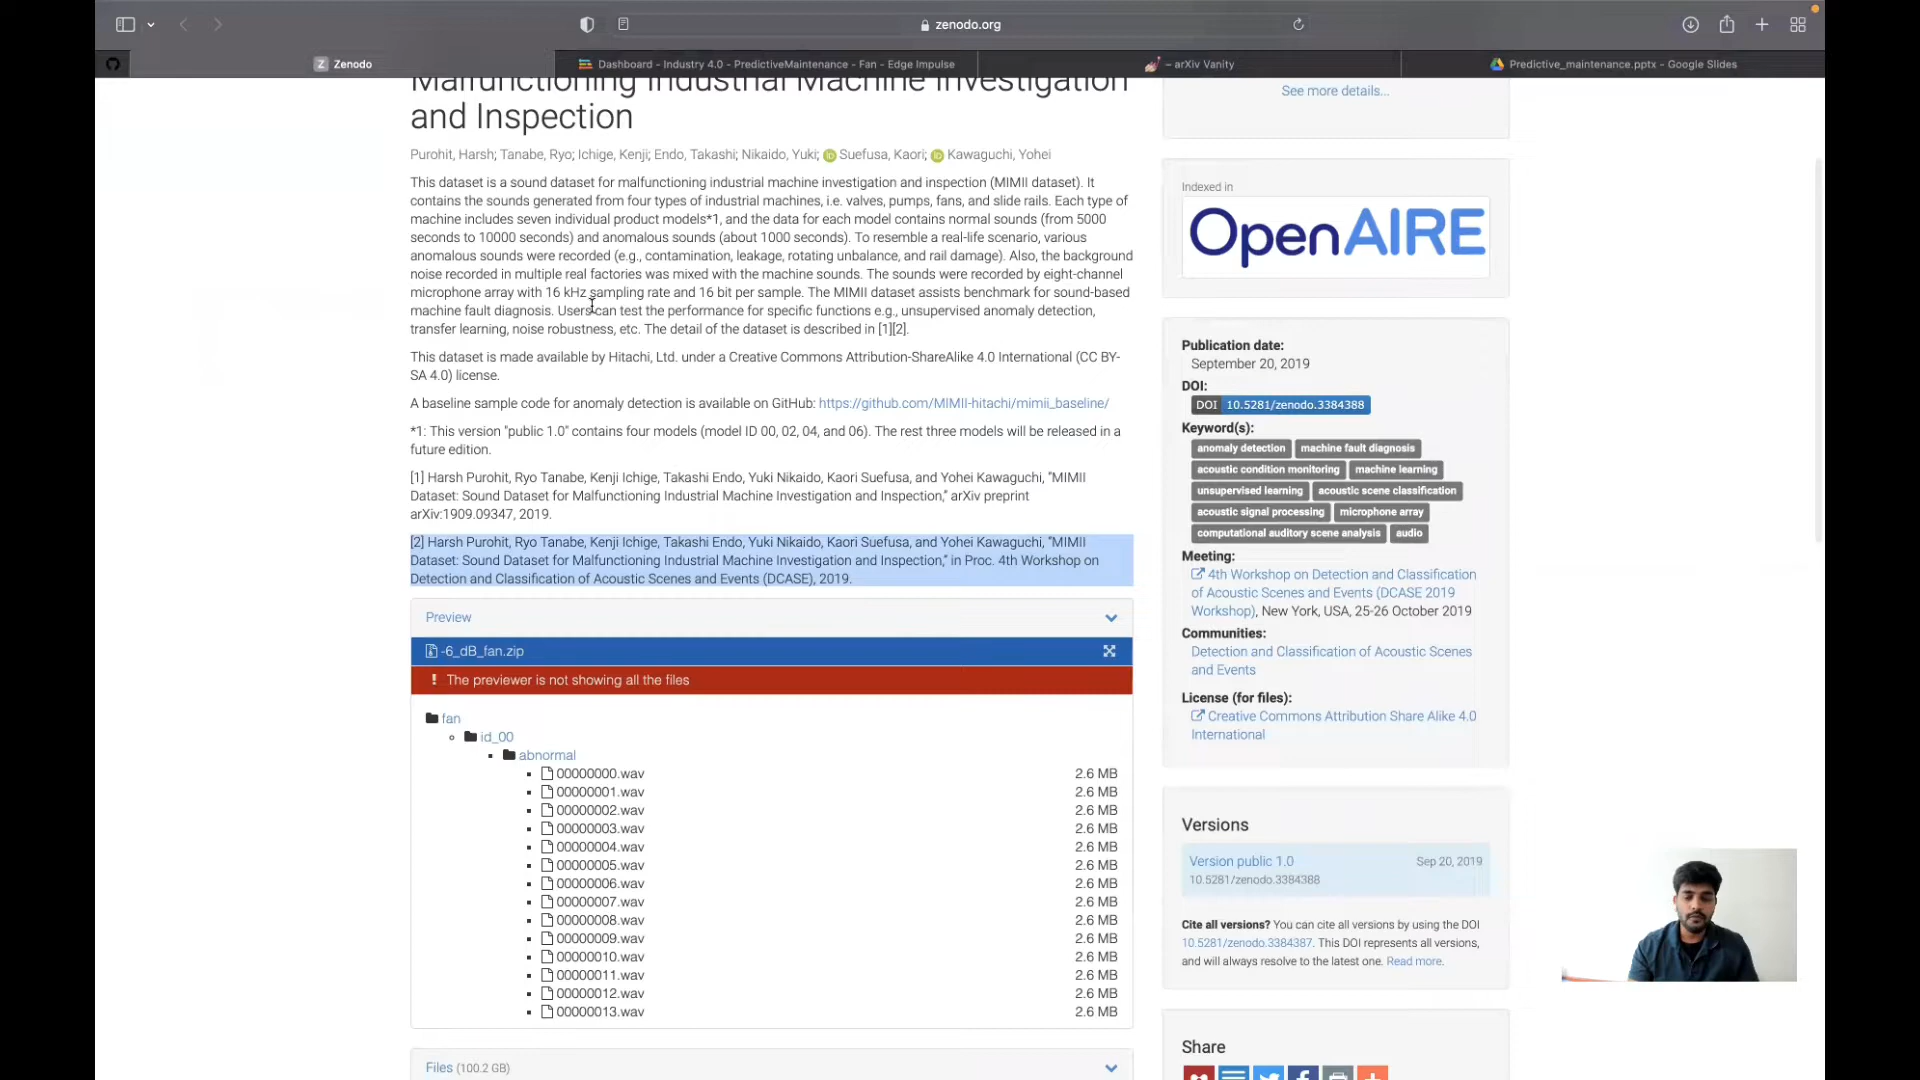 zenodo.org
Z Zenodo
Dashboard - Industry 4.0 - PredictiveMaintenance - Fan - Edge Impulse
– arXiv Vanity
Predictive_maintenance.pptx - Google Slides
Malfunctioning Industrial Machine Investigation
and Inspection
Purohit, Harsh; Tanabe, Ryo; Ichige, Kenji; Endo, Takashi; Nikaido, Yuki; iD Suefusa, Kaori; iD Kawaguchi, Yohei
This dataset is a sound dataset for malfunctioning industrial machine investigation and inspection (MIMII dataset). It
contains the sounds generated from four types of industrial machines, i.e. valves, pumps, fans, and slide rails. Each type of
machine includes seven individual product models*1, and the data for each model contains normal sounds (from 5000
seconds to 10000 seconds) and anomalous sounds (about 1000 seconds). To resemble a real-life scenario, various
anomalous sounds were recorded (e.g., contamination, leakage, rotating unbalance, and rail damage). Also, the background
noise recorded in multiple real factories was mixed with the machine sounds. The sounds were recorded by eight-channel
microphone array with 16 kHz sampling rate and 16 bit per sample. The MIMII dataset assists benchmark for sound-based
machine fault diagnosis. Users can test the performance for specific functions e.g., unsupervised anomaly detection,
transfer learning, noise robustness, etc. The detail of the dataset is described in [1][2].
This dataset is made available by Hitachi, Ltd. under a Creative Commons Attribution-ShareAlike 4.0 International (CC BY-
SA 4.0) license.
A baseline sample code for anomaly detection is available on GitHub: https://github.com/MIMII-hitachi/mimii_baseline/
*1: This version "public 1.0" contains four models (model ID 00, 02, 04, and 06). The rest three models will be released in a
future edition.
[1] Harsh Purohit, Ryo Tanabe, Kenji Ichige, Takashi Endo, Yuki Nikaido, Kaori Suefusa, and Yohei Kawaguchi, “MIMII
Dataset: Sound Dataset for Malfunctioning Industrial Machine Investigation and Inspection,” arXiv preprint
arXiv:1909.09347, 2019.
[2] Harsh Purohit, Ryo Tanabe, Kenji Ichige, Takashi Endo, Yuki Nikaido, Kaori Suefusa, and Yohei Kawaguchi, “MIMII
Dataset: Sound Dataset for Malfunctioning Industrial Machine Investigation and Inspection,” in Proc. 4th Workshop on
Detection and Classification of Acoustic Scenes and Events (DCASE), 2019.
Preview
-6_dB_fan.zip
! The previewer is not showing all the files
fan
id_00
abnormal
00000000.wav 2.6 MB
00000001.wav 2.6 MB
00000002.wav 2.6 MB
00000003.wav 2.6 MB
00000004.wav 2.6 MB
00000005.wav 2.6 MB
00000006.wav 2.6 MB
00000007.wav 2.6 MB
00000008.wav 2.6 MB
00000009.wav 2.6 MB
00000010.wav 2.6 MB
00000011.wav 2.6 MB
00000012.wav 2.6 MB
00000013.wav 2.6 MB
Files (100.2 GB)
See more details...
Indexed in
OpenAIRE
Publication date:
September 20, 2019
DOI:
DOI 10.5281/zenodo.3384388
Keyword(s):
anomaly detection machine fault diagnosis
acoustic condition monitoring machine learning
unsupervised learning acoustic scene classification
acoustic signal processing microphone array
computational auditory scene analysis audio
Meeting:
4th Workshop on Detection and Classification
of Acoustic Scenes and Events (DCASE 2019
Workshop), New York, USA, 25-26 October 2019
Communities:
Detection and Classification of Acoustic Scenes
and Events
License (for files):
Creative Commons Attribution Share Alike 4.0
International
Versions
Version public 1.0 Sep 20, 2019
10.5281/zenodo.3384388
Cite all versions? You can cite all versions by using the DOI
10.5281/zenodo.3384387. This DOI represents all versions,
and will always resolve to the latest one. Read more.
Share